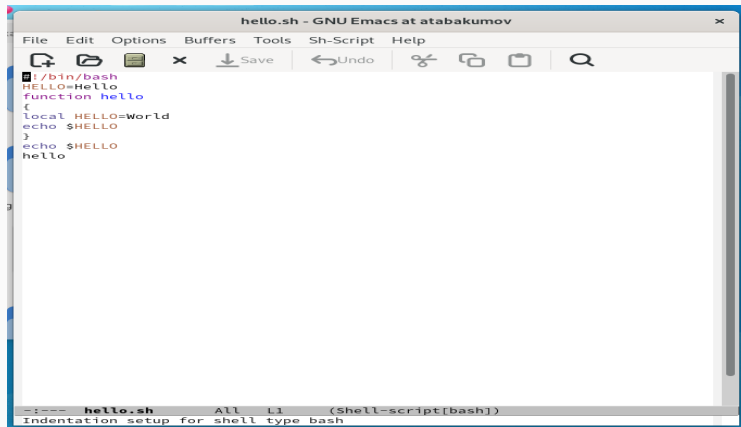 hello.sh - GNU Emacs at atabakumov
File Edit Options Buffers Tools Sh-Script Help
Save Undo
#!/bin/bash
HELLO=Hello
function hello
{
local HELLO=World
echo $HELLO
}
echo $HELLO
hello
-:--- hello.sh All L1 (Shell-script[bash])
Indentation setup for shell type bash